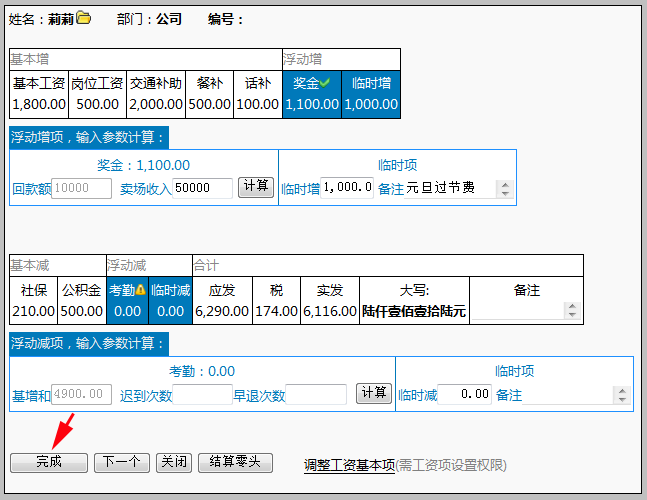 姓名：莉莉 部门：公司 编号：
基本增 浮动增
基本工资 岗位工资 交通补助 餐补 话补 奖金 临时增
1,800.00 500.00 2,000.00 500.00 100.00 1,100.00 1,000.00
浮动增项，输入参数计算：
奖金：1,100.00 临时项
回款额 10000 卖场收入 50000 计算 临时增 1,000.0 备注 元旦过节费
基本减 浮动减 合计
社保 公积金 考勤 临时减 应发 税 实发 大写: 备注
210.00 500.00 0.00 0.00 6,290.00 174.00 6,116.00 陆仟壹佰壹拾陆元
浮动减项，输入参数计算：
考勤：0.00 临时项
基增和 4900.00 迟到次数 早退次数 计算 临时减 0.00 备注
完成 下一个 关闭 结算零头 调整工资基本项(需工资项设置权限)